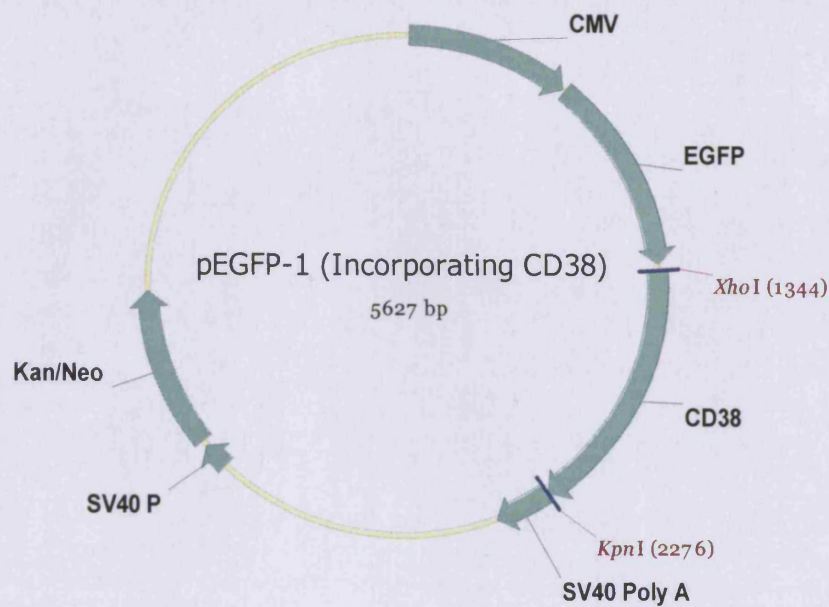 CMV
EGFP
pEGFP-1 (Incorporating CD38)
5627 bp
XhoI (1344)
Kan/Neo
CD38
SV40 P
KpnI (2276)
SV40 Poly A